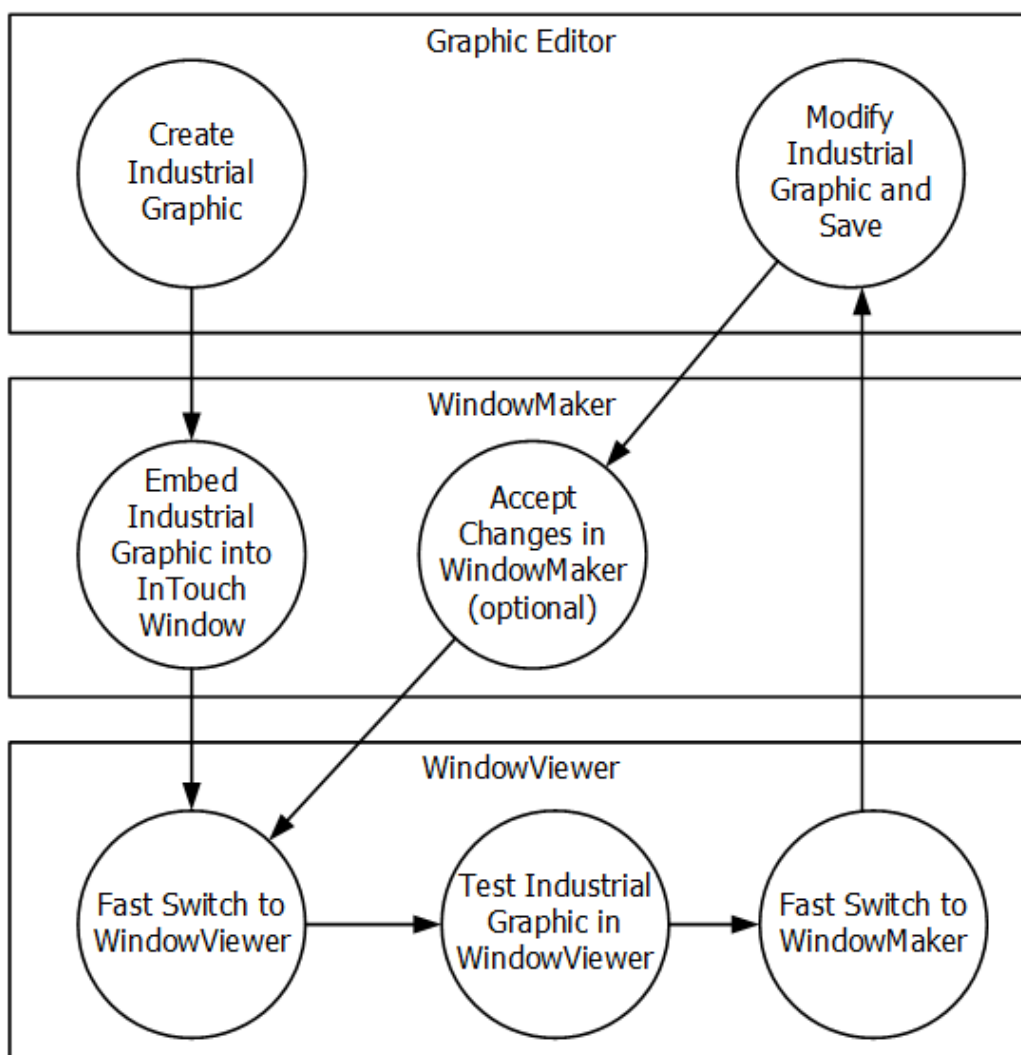 Graphic Editor
Create
Industrial
Graphic
Modify
Industrial
Graphic and
Save
WindowMaker
Embed
Industrial
Graphic into
InTouch
Window
Accept
Changes in
WindowMaker
(optional)
WindowViewer
Fast Switch to
WindowViewer
Test Industrial
Graphic in
WindowViewer
Fast Switch to
WindowMaker